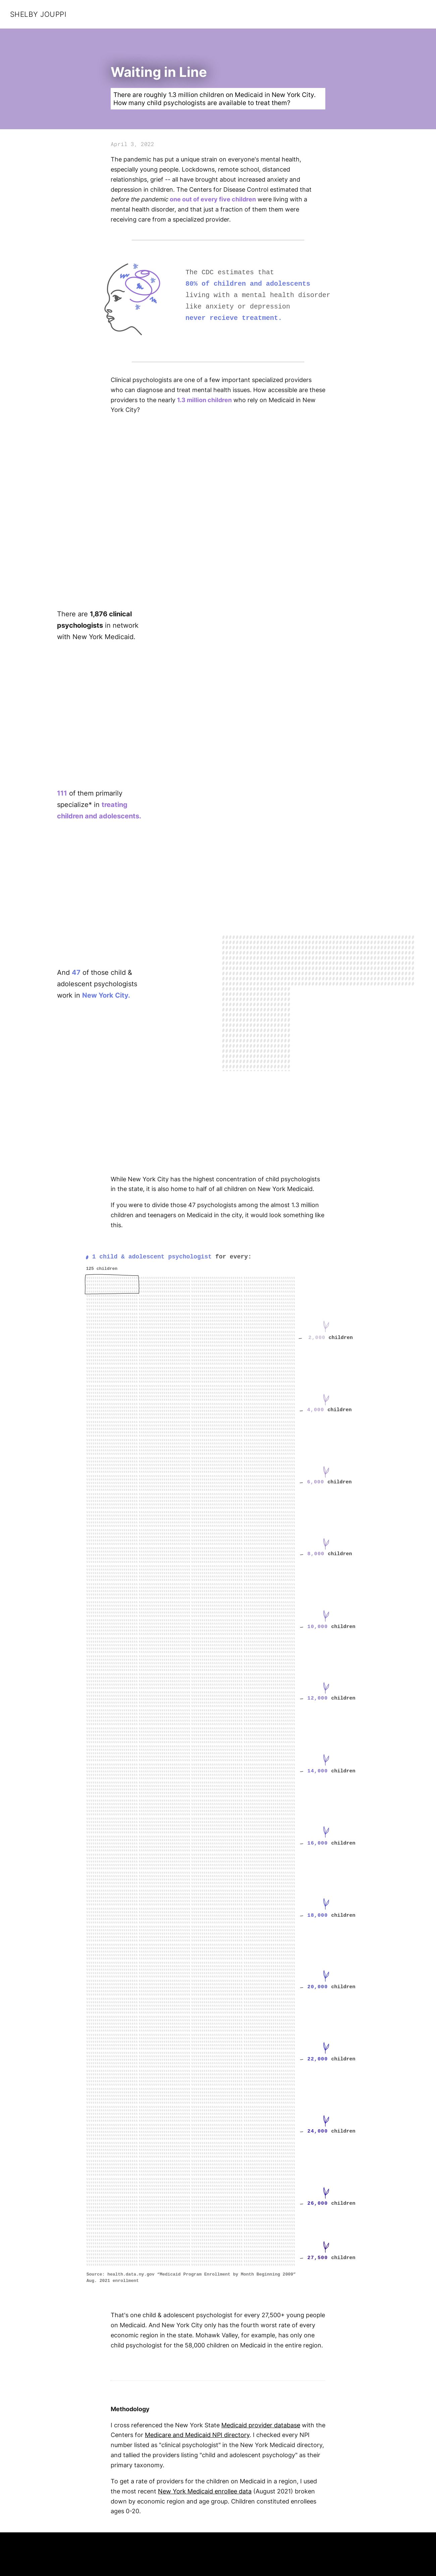 SHELBY JOUPPI
Waiting in Line
There are roughly 1.3 million children on Medicaid in New York City.
How many child psychologists are available to treat them?
April 3, 2022
The pandemic has put a unique strain on everyone's mental health,
especially young people. Lockdowns, remote school, distanced
relationships, grief -- all have brought about increased anxiety and
depression in children. The Centers for Disease Control estimated that
before the pandemic one out of every five children were living with a
mental health disorder, and that just a fraction of them them were
receving care from a specialized provider.
The CDC estimates that
80% of children and adolescents
living with a mental health disorder
like anxiety or depression
never recieve treatment.
Clinical psychologists are one of a few important specialized providers
who can diagnose and treat mental health issues. How accessible are these
providers to the nearly 1.3 million children who rely on Medicaid in New
York City?
There are 1,876 clinical
psychologists in network
with New York Medicaid.
111 of them primarily
specialize* in treating
children and adolescents.
And 47 of those child &
adolescent psychologists
work in New York City.
While New York City has the highest concentration of child psychologists
in the state, it is also home to half of all children on New York Medicaid.
If you were to divide those 47 psychologists among the almost 1.3 million
children and teenagers on Medicaid in the city, it would look something like
this.
1 child & adolescent psychologist for every:
125 children
2,000 children
4,000 children
6,000 children
8,000 children
10,000 children
12,000 children
14,000 children
16,000 children
18,000 children
20,000 children
22,000 children
24,000 children
26,000 children
27,500 children
Source: health.data.ny.gov "Medicaid Program Enrollment by Month Beginning 2009"
Aug. 2021 enrollment
That's one child & adolescent psychologist for every 27,500+ young people
on Medicaid. And New York City only has the fourth worst rate of every
economic region in the state. Mohawk Valley, for example, has only one
child psychologist for the 58,000 children on Medicaid in the entire region.
Methodology
I cross referenced the New York State Medicaid provider database with the
Centers for Medicare and Medicaid NPI directory. I checked every NPI
number listed as "clinical psychologist" in the New York Medicaid directory,
and tallied the providers listing "child and adolescent psychology" as their
primary taxonomy.
To get a rate of providers for the children on Medicaid in a region, I used
the most recent New York Medicaid enrollee data (August 2021) broken
down by economic region and age group. Children constituted enrollees
ages 0-20.